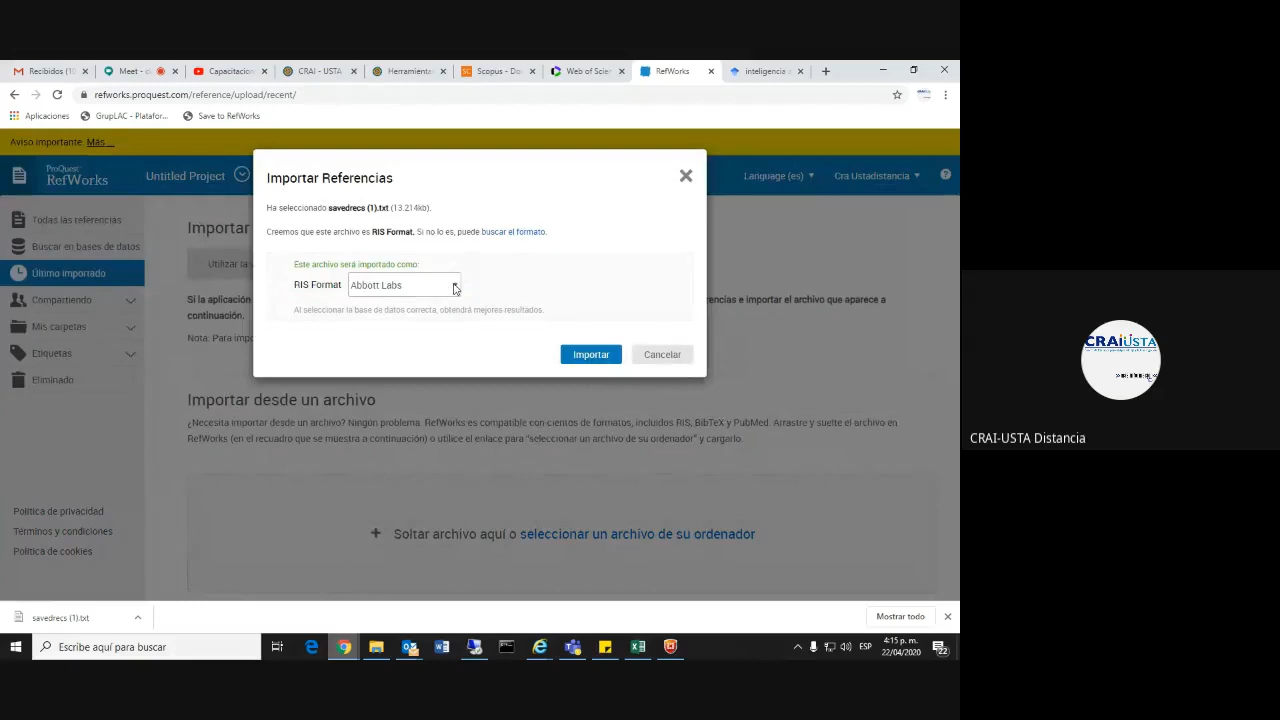 Recibidos (10
Meet - c
Capacitacion
CRAI - USTA
Herramienta
Scopus - Do
Web of Scien
RefWorks
inteligencia a
refworks.proquest.com/reference/upload/recent/
Aplicaciones
GrupLAC - Platafor...
Save to RefWorks
Aviso importante. Más ...
ProQuest
RefWorks
Untitled Project
Language (es)
Cra Ustadistancia
Todas las referencias
Buscar en bases de datos
Último importado
Compartiendo
Mis carpetas
Etiquetas
Eliminado
Política de privacidad
Términos y condiciones
Política de cookies
Importar
Utilizar la
Si la aplicación
erencias e importar el archivo que aparece a
continuación.
Nota: Para impo
Importar Referencias
Ha seleccionado savedrecs (1).txt (13.214kb).
Creemos que este archivo es RIS Format. Si no lo es, puede buscar el formato.
Este archivo será importado como:
RIS Format Abbott Labs
Al seleccionar la base de datos correcta, obtendrá mejores resultados.
Importar
Cancelar
Importar desde un archivo
¿Necesita importar desde un archivo? Ningún problema. RefWorks es compatible con cientos de formatos, incluidos RIS, BibTeX y PubMed. Arrastre y suelte el archivo en
RefWorks (en el recuadro que se muestra a continuación) o utilice el enlace para "seleccionar un archivo de su ordenador" y cargarlo.
+ Soltar archivo aquí o seleccionar un archivo de su ordenador
savedrecs (1).txt
Mostrar todo
Escribe aquí para buscar
ESP
4:15 p. m.
22/04/2020
22
CRAIUSTA
CRAI-USTA Distancia